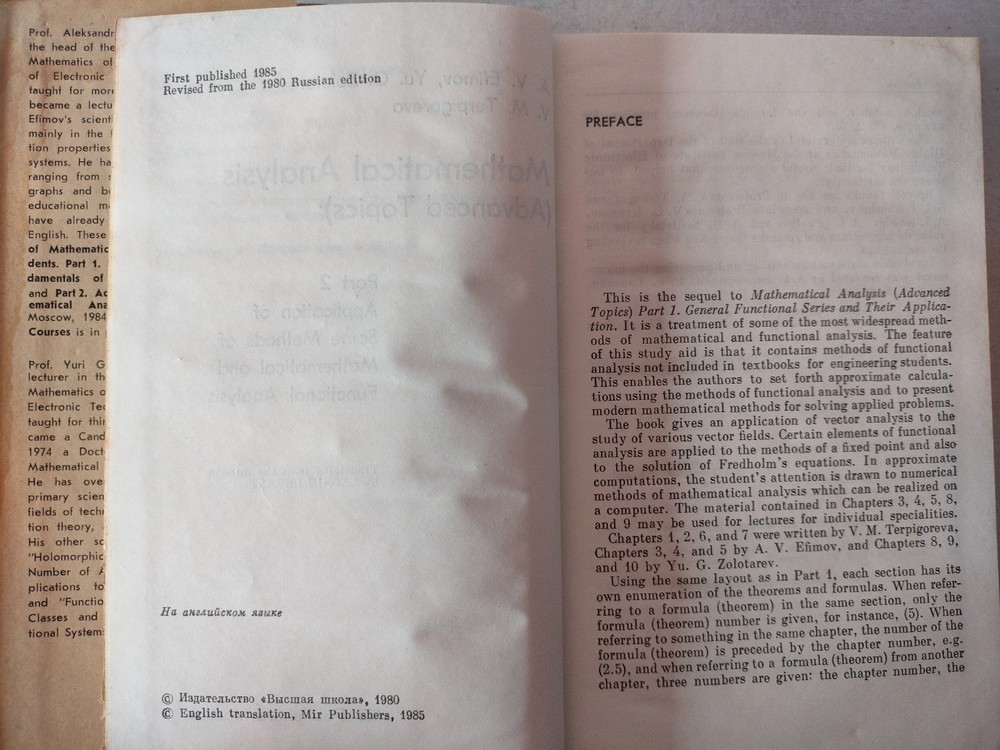 Prof. Aleksandr
the head of the
Mathematics of
of Electronic
taught for more
became a lectu
Efimov's scient
mainly in the
tion properties
systems. He ha
ranging from
graphs and b
educational m
have already
English. These
of Mathematic
dents. Part 1.
damentals of
and Part 2. Ad
ematical Ana
Moscow, 1984
Courses is in
Prof. Yuri G
lecturer in th
Mathematics o
Electronic Tec
taught for thir
came a Cand
1974 a Doct
Mathematical
He has ove
primary scien
fields of techn
tion theory,
His other sc
"Holomorphic
Number of
plications to
and "Functio
Classes and
tional System
First published 1985
Revised from the 1980 Russian edition
На английском языке
© Издательство «Высшая школа», 1980
© English translation, Mir Publishers, 1985
PREFACE
This is the sequel to Mathematical Analysis (Advanced
Topics) Part 1. General Functional Series and Their Applica-
tion. It is a treatment of some of the most widespread meth-
ods of mathematical and functional analysis. The feature
of this study aid is that it contains methods of functional
analysis not included in textbooks for engineering students.
This enables the authors to set forth approximate calcula-
tions using the methods of functional analysis and to present
modern mathematical methods for solving applied problems.
The book gives an application of vector analysis to the
study of various vector fields. Certain elements of functional
analysis are applied to the methods of a fixed point and also
to the solution of Fredholm's equations. In approximate
computations, the student's attention is drawn to numerical
methods of mathematical analysis which can be realized on
a computer. The material contained in Chapters 3, 4, 5, 8,
and 9 may be used for lectures for individual specialities.
Chapters 1, 2, 6, and 7 were written by V. M. Terpigoreva,
Chapters 3, 4, and 5 by A. V. Efimov, and Chapters 8, 9,
and 10 by Yu. G. Zolotarev.
Using the same layout as in Part 1, each section has its
own enumeration of the theorems and formulas. When refer-
ring to a formula (theorem) in the same section, only the
formula (theorem) number is given, for instance, (5). When
referring to something in the same chapter, the number of the
formula (theorem) is preceded by the chapter number, e.g.
(2.5), and when referring to a formula (theorem) from another
chapter, three numbers are given: the chapter number, the